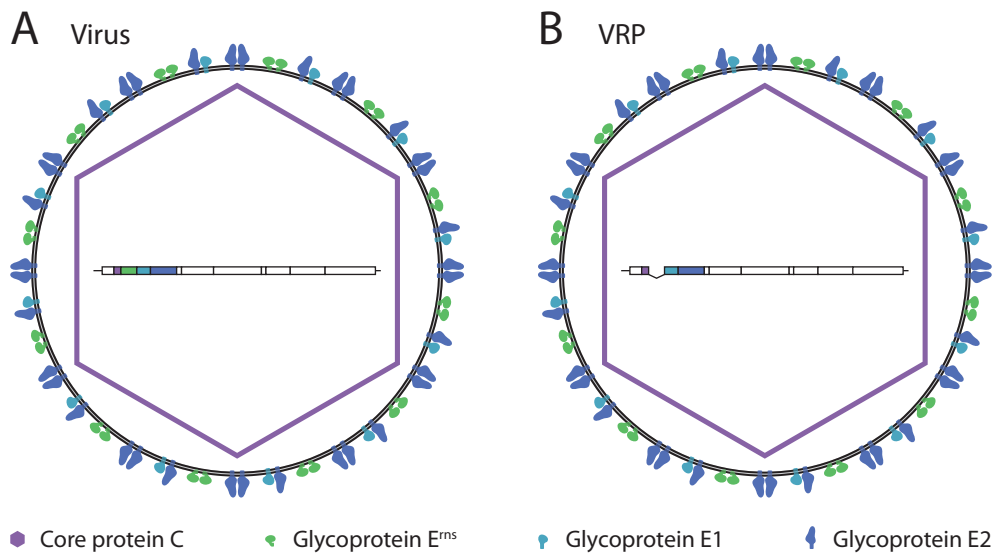 A Virus
B VRP
Core protein C
Glycoprotein Erns
Glycoprotein E1
Glycoprotein E2